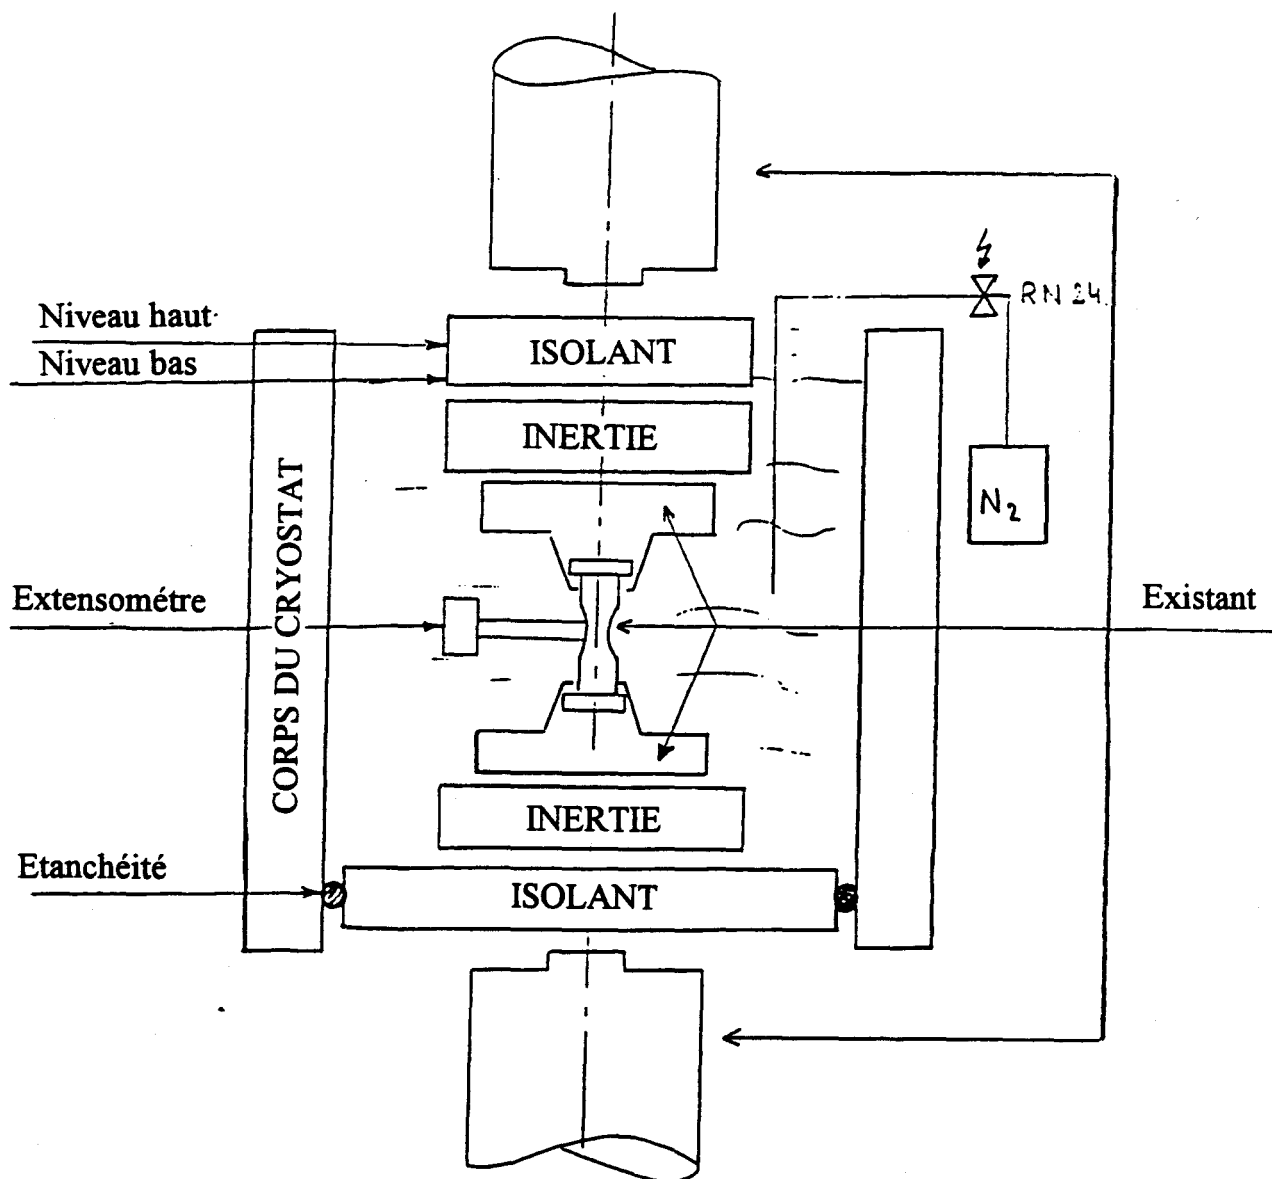 Niveau haut
Niveau bas
ISOLANT
RN 24
INERTIE
N2
CORPS DU CRYOSTAT
Extensométre
Existant
INERTIE
Etanchéité
ISOLANT